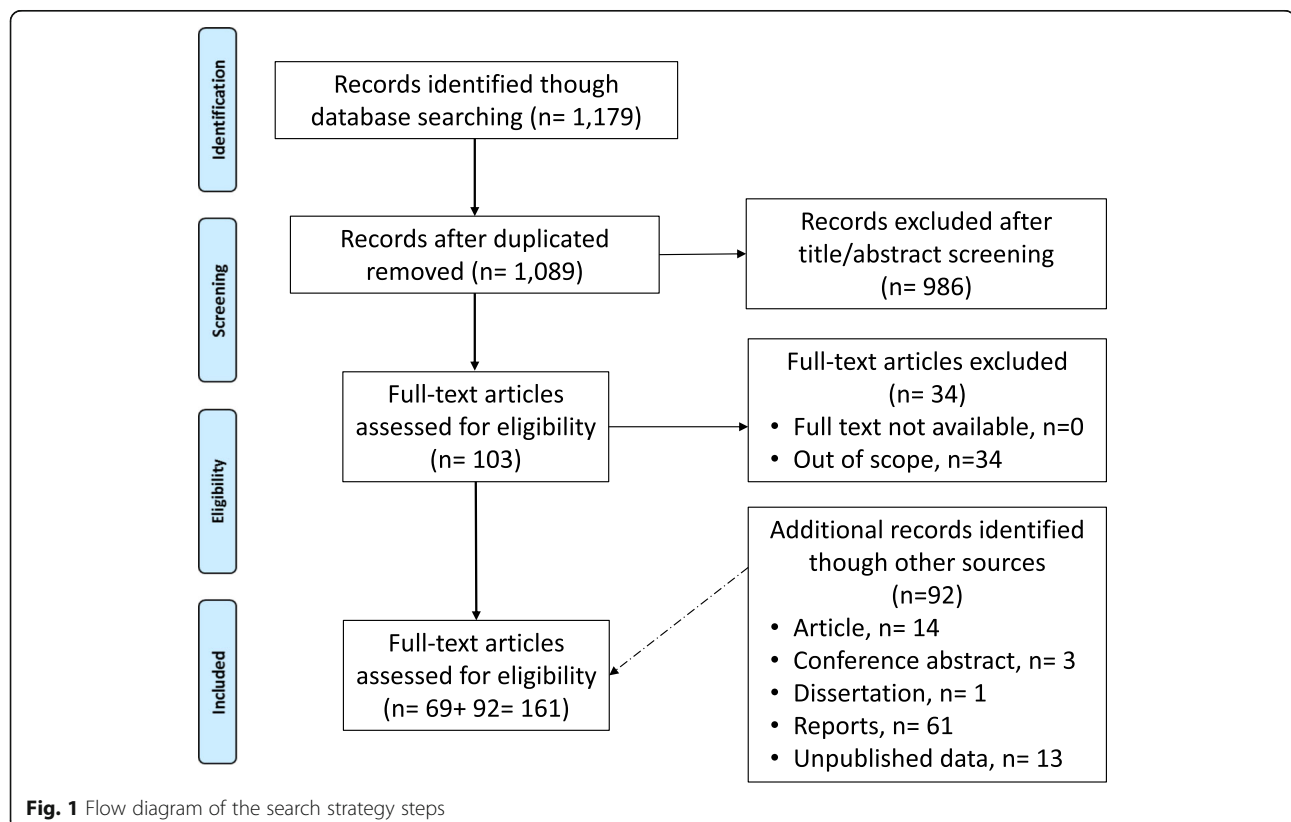 Identification
Records identified though
database searching (n= 1,179)
Screening
Records after duplicated
removed (n= 1,089)
Records excluded after
title/abstract screening
(n= 986)
Eligibility
Full-text articles
assessed for eligibility
(n= 103)
Full-text articles excluded
(n= 34)
• Full text not available, n=0
• Out of scope, n=34
Included
Full-text articles
assessed for eligibility
(n= 69+ 92= 161)
Additional records identified
though other sources
(n=92)
• Article, n= 14
• Conference abstract, n= 3
• Dissertation, n= 1
• Reports, n= 61
• Unpublished data, n= 13
Fig. 1 Flow diagram of the search strategy steps